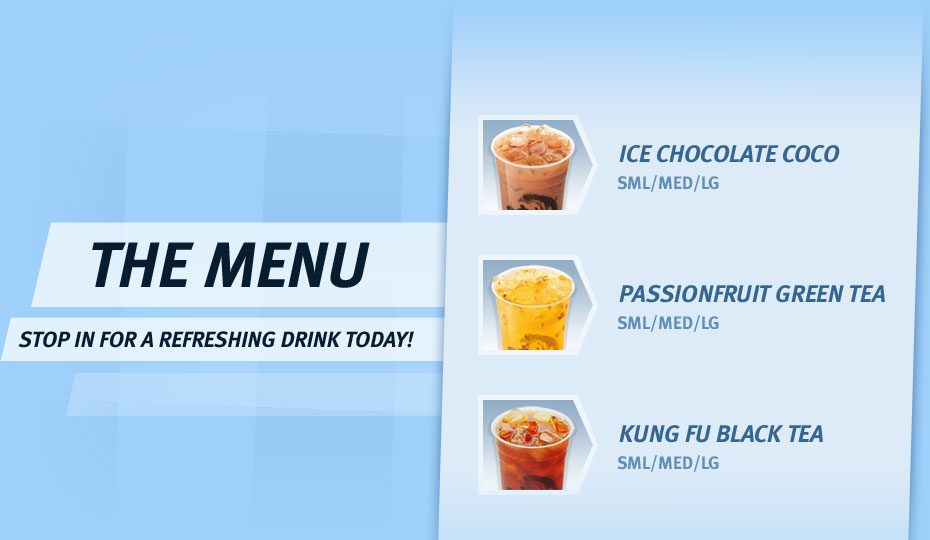 THE MENU
STOP IN FOR A REFRESHING DRINK TODAY!
ICE CHOCOLATE COCO
SML/MED/LG
PASSIONFRUIT GREEN TEA
SML/MED/LG
KUNG FU BLACK TEA
SML/MED/LG